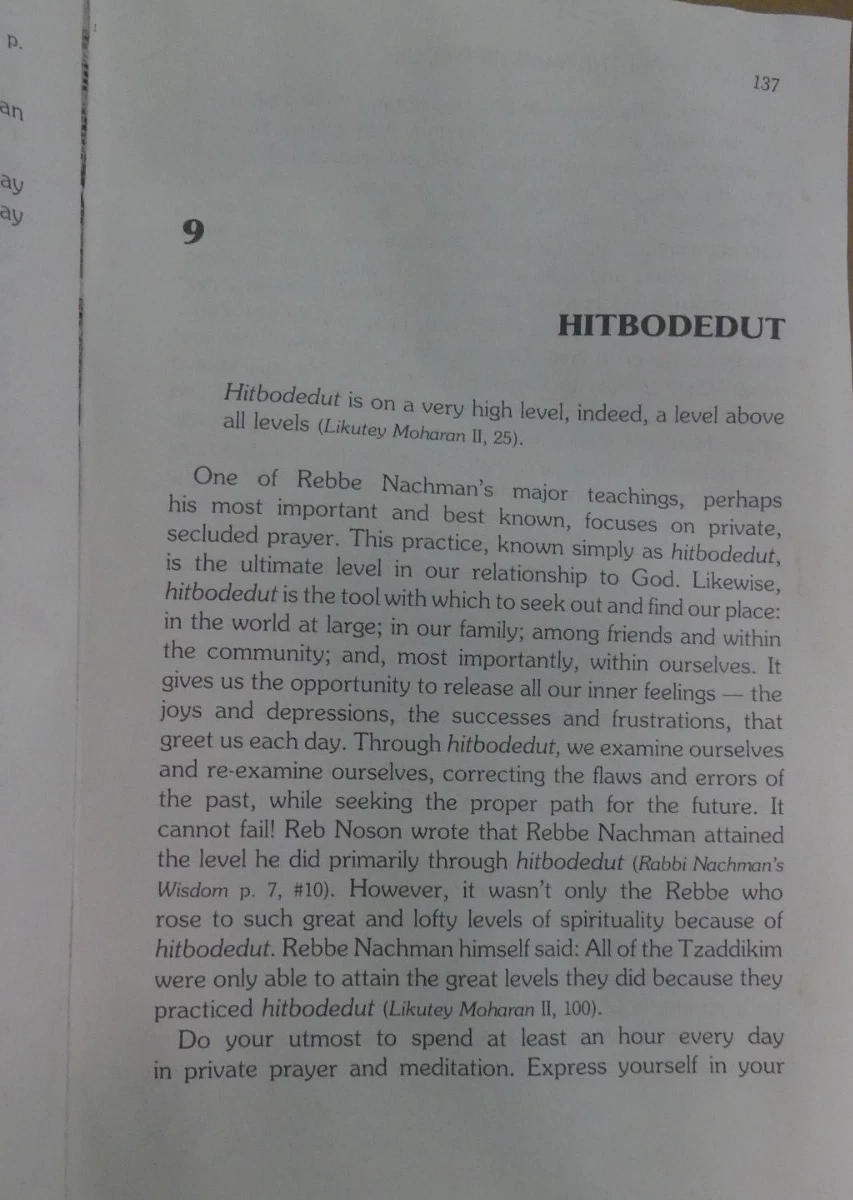 p.
an
ay
ay
137
9
HITBODEDUT
Hitbodedut is on a very high level, indeed, a level above
all levels (Likutey Moharan II, 25).
One of Rebbe Nachman's major teachings, perhaps
his most important and best known, focuses on private,
secluded prayer. This practice, known simply as hitbodedut,
is the ultimate level in our relationship to God. Likewise,
hitbodedut is the tool with which to seek out and find our place:
in the world at large; in our family; among friends and within
the community; and, most importantly, within ourselves. It
gives us the opportunity to release all our inner feelings — the
joys and depressions, the successes and frustrations, that
greet us each day. Through hitbodedut, we examine ourselves
and re-examine ourselves, correcting the flaws and errors of
the past, while seeking the proper path for the future. It
cannot fail! Reb Noson wrote that Rebbe Nachman attained
the level he did primarily through hitbodedut (Rabbi Nachman's
Wisdom p. 7, #10). However, it wasn't only the Rebbe who
rose to such great and lofty levels of spirituality because of
hitbodedut. Rebbe Nachman himself said: All of the Tzaddikim
were only able to attain the great levels they did because they
practiced hitbodedut (Likutey Moharan II, 100).
Do your utmost to spend at least an hour every day
in private prayer and meditation. Express yourself in your